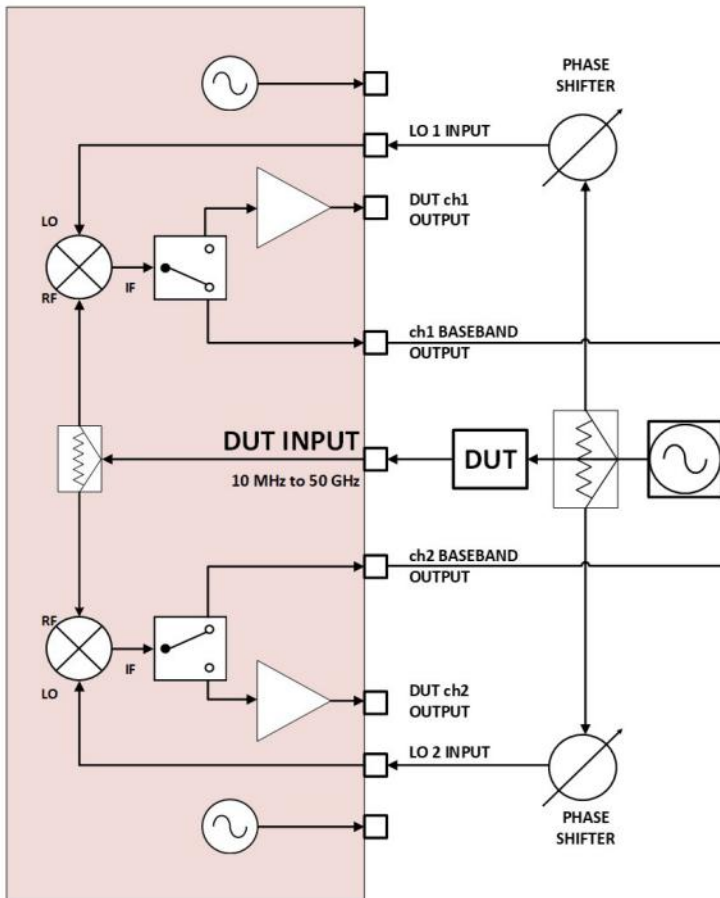 PHASE
SHIFTER
LO 1 INPUT
LO
DUT ch1
OUTPUT
RF
IF
ch1 BASEBAND
OUTPUT
DUT INPUT
10 MHz to 50 GHz
DUT
ch2 BASEBAND
OUTPUT
RF
IF
LO
DUT ch2
OUTPUT
LO 2 INPUT
PHASE
SHIFTER